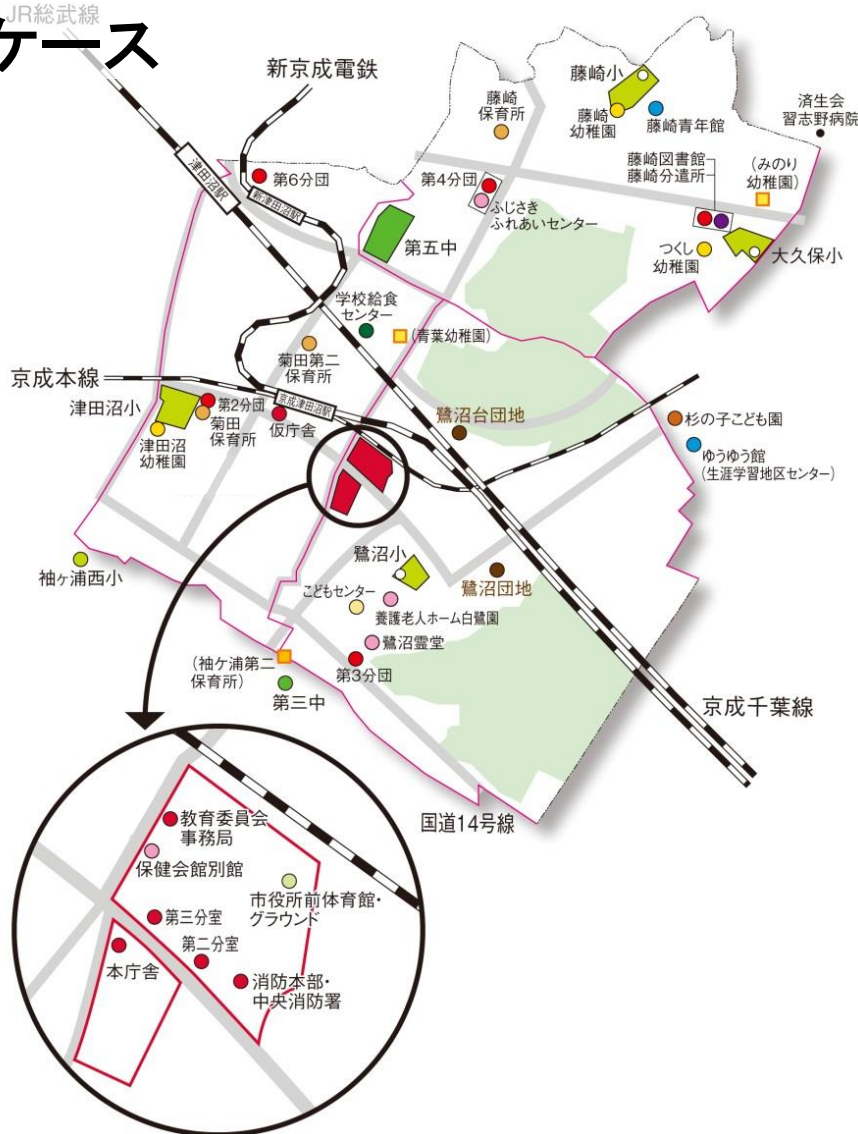 JR総武線
ケース
新京成電鉄
藤崎
保育所
藤崎小
藤崎
幼稚園
藤崎青年館
済生会
習志野病院
津田沼駅
第6分団
新津田沼駅
第4分団
ふじさき
ふれあいセンター
藤崎図書館
藤崎分遣所
(みのり
幼稚園)
第五中
つくし
幼稚園
大久保小
学校給食
センター
(青葉幼稚園)
菊田第二
保育所
京成本線
京成津田沼駅
津田沼小
第2分団
菊田
保育所
仮庁舎
津田沼
幼稚園
鷺沼台団地
杉の子こども園
ゆうゆう館
(生涯学習地区センター)
袖ヶ浦西小
鷺沼小
こどもセンター
鷺沼団地
養護老人ホーム白鷺園
鷺沼霊堂
(袖ケ浦第二
保育所)
第3分団
第三中
京成千葉線
国道14号線
教育委員会
事務局
保健会館別館
市役所前体育館・
グラウンド
第三分室
第二分室
本庁舎
消防本部・
中央消防署